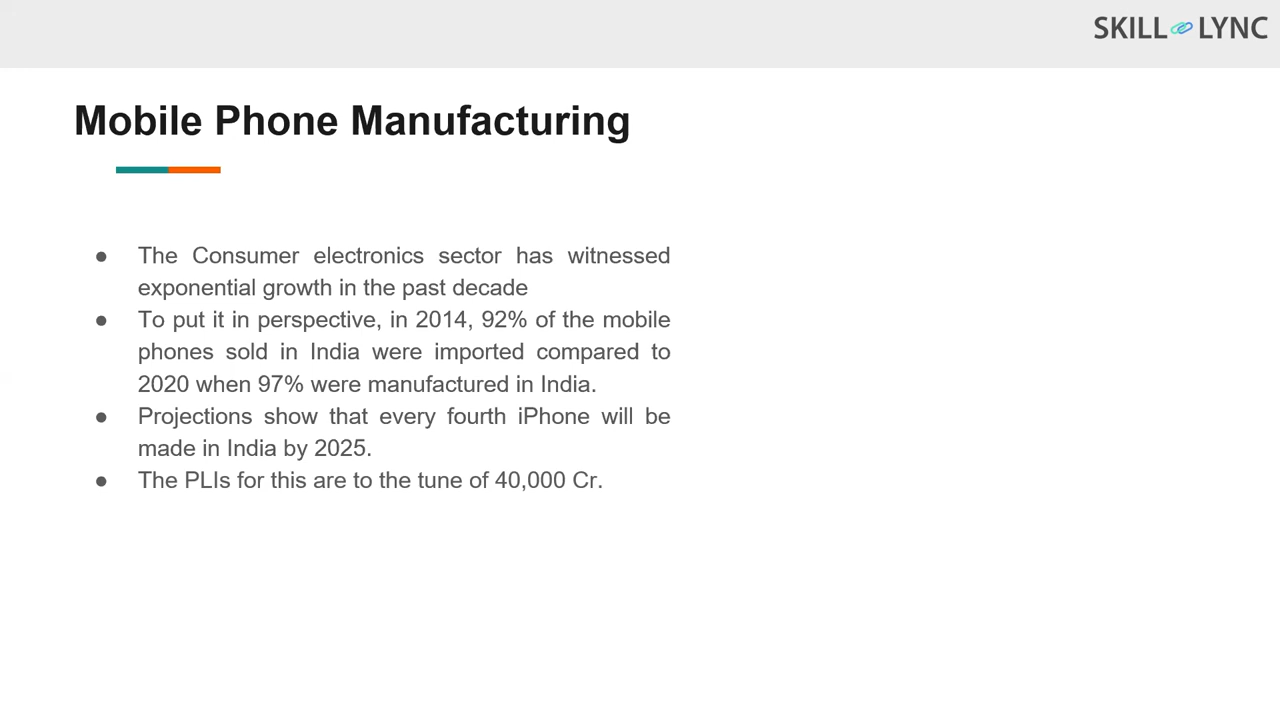 SKILL LYNC
Mobile Phone Manufacturing
● The Consumer electronics sector has witnessed
exponential growth in the past decade
● To put it in perspective, in 2014, 92% of the mobile
phones sold in India were imported compared to
2020 when 97% were manufactured in India.
● Projections show that every fourth iPhone will be
made in India by 2025.
● The PLIs for this are to the tune of 40,000 Cr.